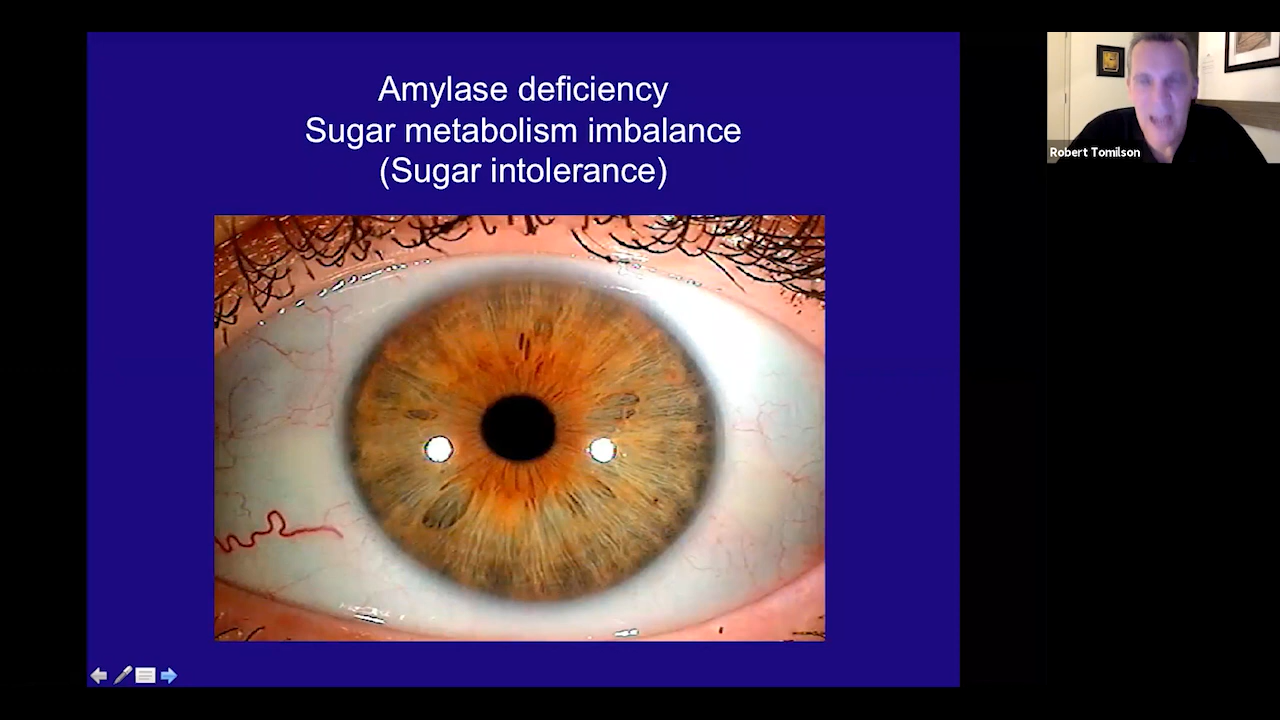 Amylase deficiency
Sugar metabolism imbalance
(Sugar intolerance)
Robert Tomilson